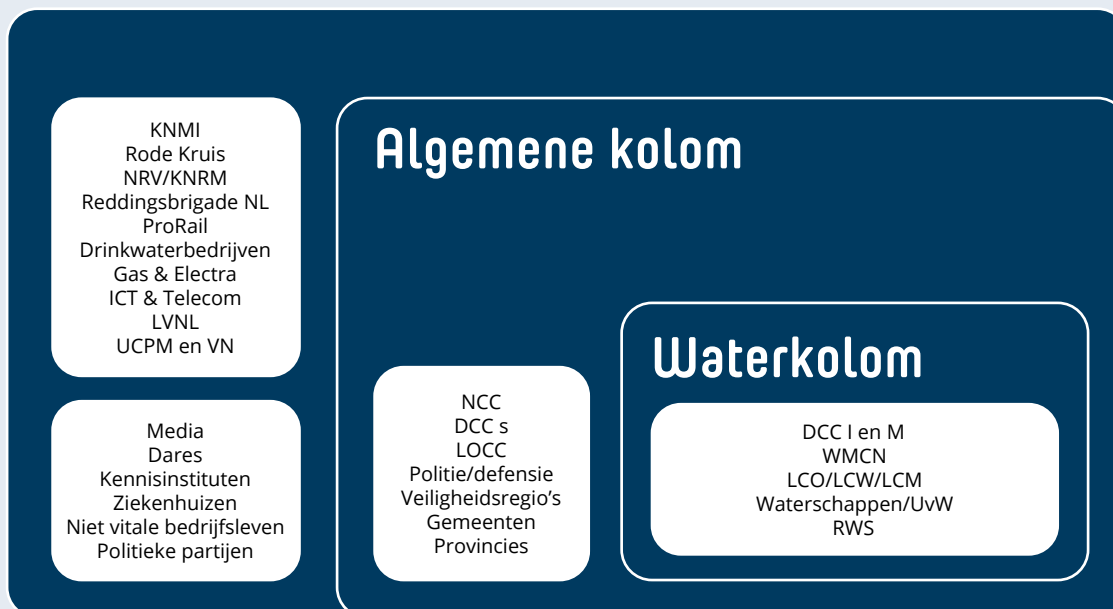 KNMI
Rode Kruis
NRV/KNRM
Reddingsbrigade NL
ProRail
Drinkwaterbedrijven
Gas & Electra
ICT & Telecom
LVNL
UCPM en VN
Media
Dares
Kennisinstituten
Ziekenhuizen
Niet vitale bedrijfsleven
Politieke partijen
Algemene kolom
NCC
DCC s
LOCC
Politie/defensie
Veiligheidsregio’s
Gemeenten
Provincies
Waterkolom
DCC I en M
WMCN
LCO/LCW/LCM
Waterschappen/UvW
RWS